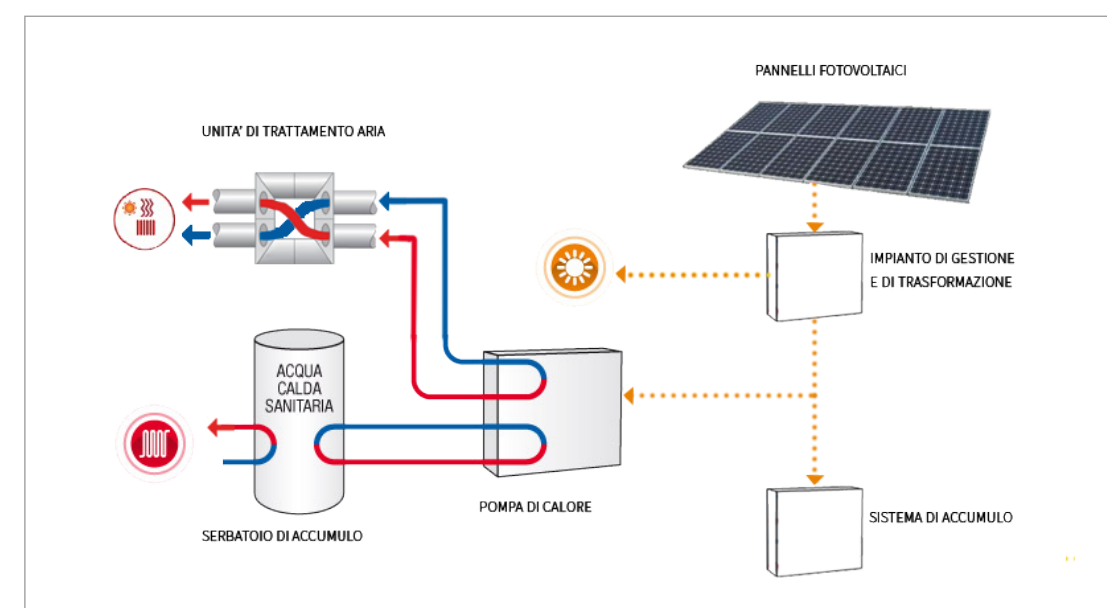 PANNELLI FOTOVOLTAICI
UNITA' DI TRATTAMENTO ARIA
IMPIANTO DI GESTIONE
E DI TRASFORMAZIONE
ACQUA
CALDA
SANITARIA
POMPA DI CALORE
SISTEMA DI ACCUMULO
SERBATOIO DI ACCUMULO